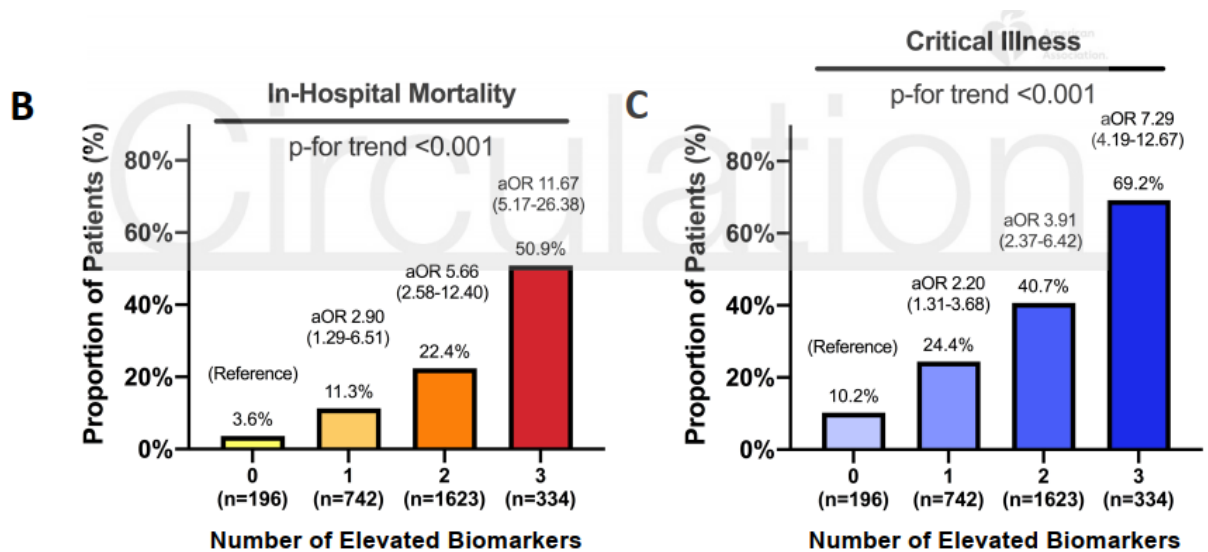 B
In-Hospital Mortality
p-for trend <0.001
Proportion of Patients (%)
80%
60%
40%
20%
0%
(Reference)
3.6%
aOR 2.90
(1.29-6.51)
11.3%
aOR 5.66
(2.58-12.40)
22.4%
aOR 11.67
(5.17-26.38)
50.9%
0 1 2 3
(n=196) (n=742) (n=1623) (n=334)
Number of Elevated Biomarkers
C
American
Association.
Critical Illness
p-for trend <0.001
Proportion of Patients (%)
80%
60%
40%
20%
0%
(Reference)
10.2%
aOR 2.20
(1.31-3.68)
24.4%
aOR 3.91
(2.37-6.42)
40.7%
aOR 7.29
(4.19-12.67)
69.2%
0 1 2 3
(n=196) (n=742) (n=1623) (n=334)
Number of Elevated Biomarkers
Circulation